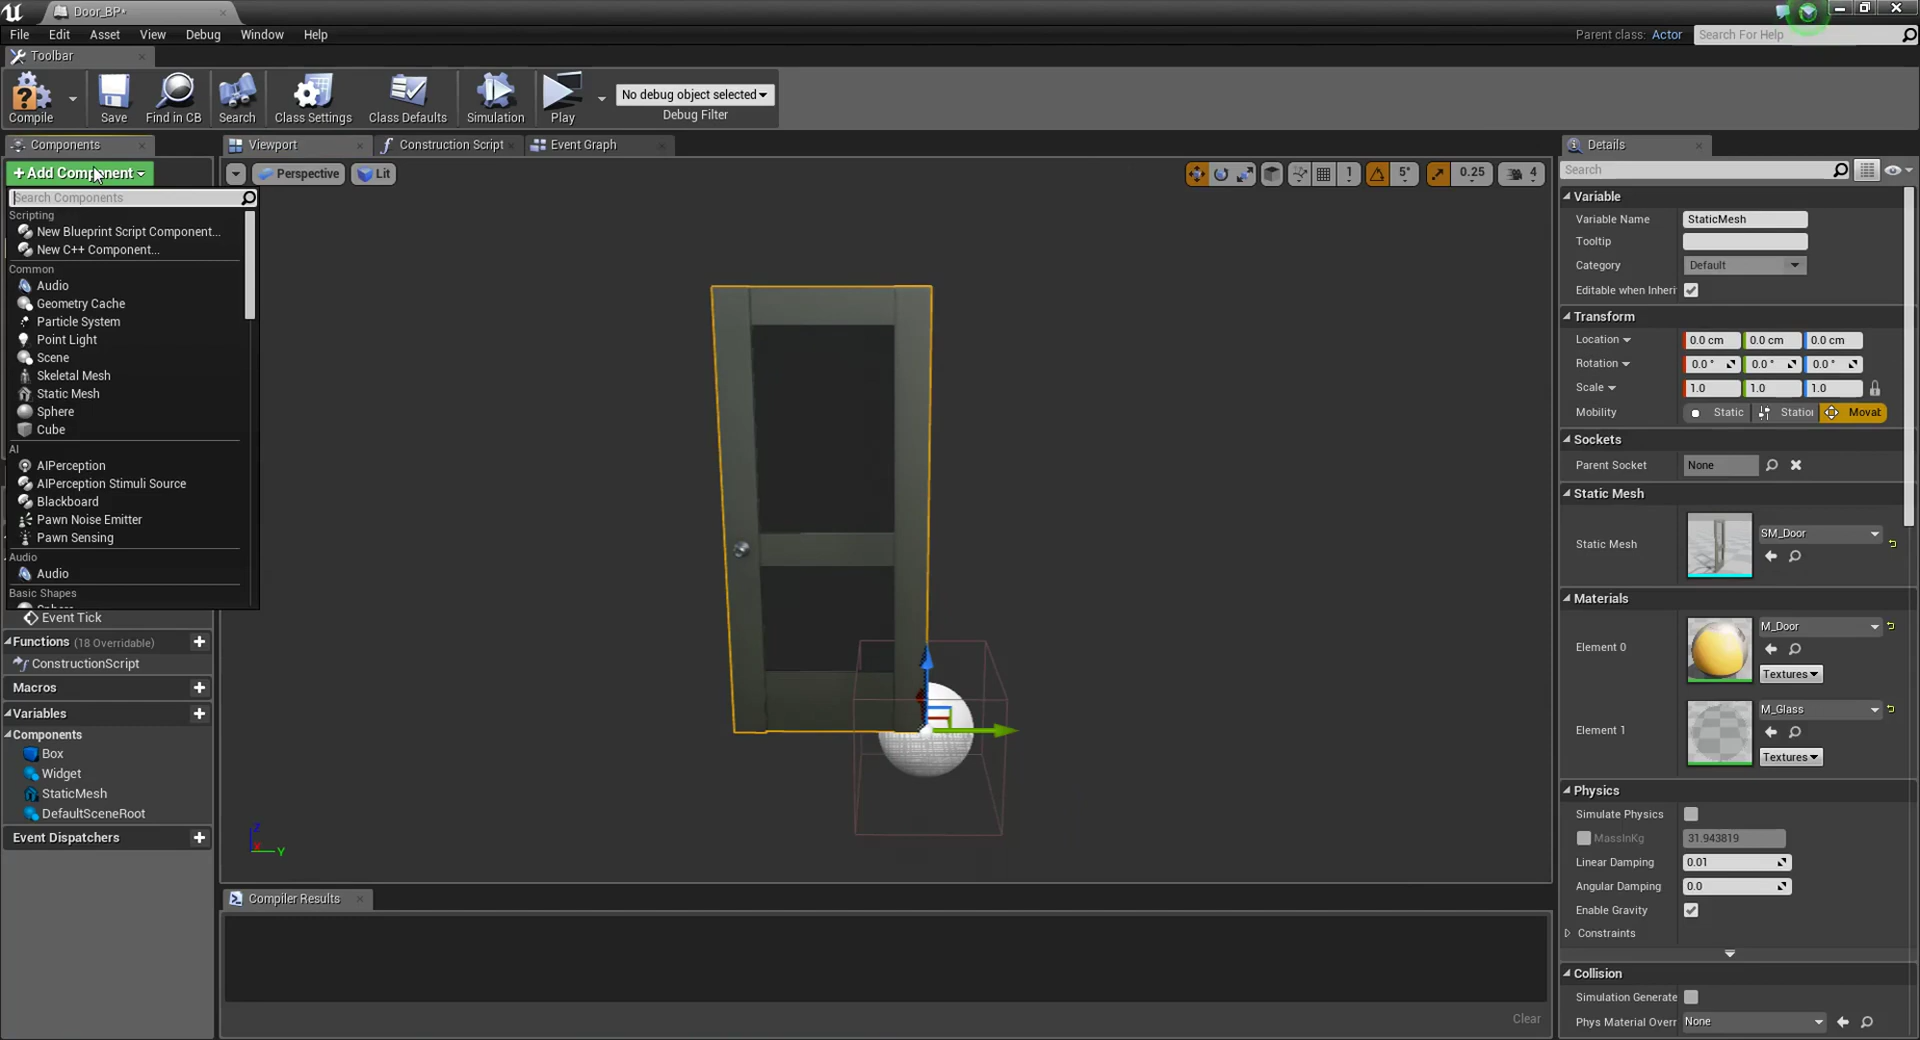 Door_BP*
File Edit Asset View Debug Window Help
Parent class: Actor
Search For Help
Toolbar
Compile
Save
Find in CB
Search
Class Settings
Class Defaults
Simulation
Play
No debug object selected
Debug Filter
Components
+Add Component
Search Components
Scripting
New Blueprint Script Component...
New C++ Component...
Common
Audio
Geometry Cache
Particle System
Point Light
Scene
Skeletal Mesh
Static Mesh
Sphere
Cube
AI
AIPerception
AIPerception Stimuli Source
Blackboard
Pawn Noise Emitter
Pawn Sensing
Audio
Audio
Basic Shapes
Event Tick
Functions (18 Overridable)
ConstructionScript
Macros
Variables
Components
Box
Widget
StaticMesh
DefaultSceneRoot
Event Dispatchers
Viewport
Construction Script
Event Graph
Perspective
Lit
1
5°
0.25
4
Z
X
Y
Compiler Results
Clear
Details
Search
Variable
Variable Name StaticMesh
Tooltip
Category Default
Editable when Inheri
Transform
Location 0.0 cm 0.0 cm 0.0 cm
Rotation 0.0 ° 0.0 ° 0.0 °
Scale 1.0 1.0 1.0
Mobility Static Station Movab
Sockets
Parent Socket None
Static Mesh
Static Mesh SM_Door
Materials
Element 0 M_Door
Textures
Element 1 M_Glass
Textures
Physics
Simulate Physics
MassInKg 31.943819
Linear Damping 0.01
Angular Damping 0.0
Enable Gravity
Constraints
Collision
Simulation Generate
Phys Material Overr None